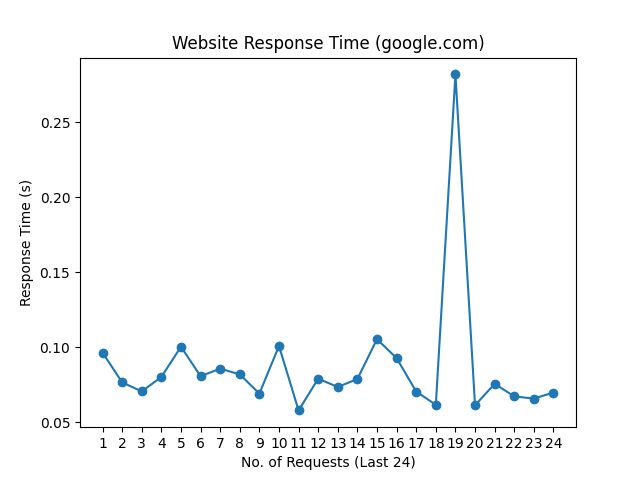 Website Response Time (google.com)
0.25
0.20
0.15
0.10
0.05
Response Time (s)
1 2 3 4 5 6 7 8 9 10 11 12 13 14 15 16 17 18 19 20 21 22 23 24
No. of Requests (Last 24)